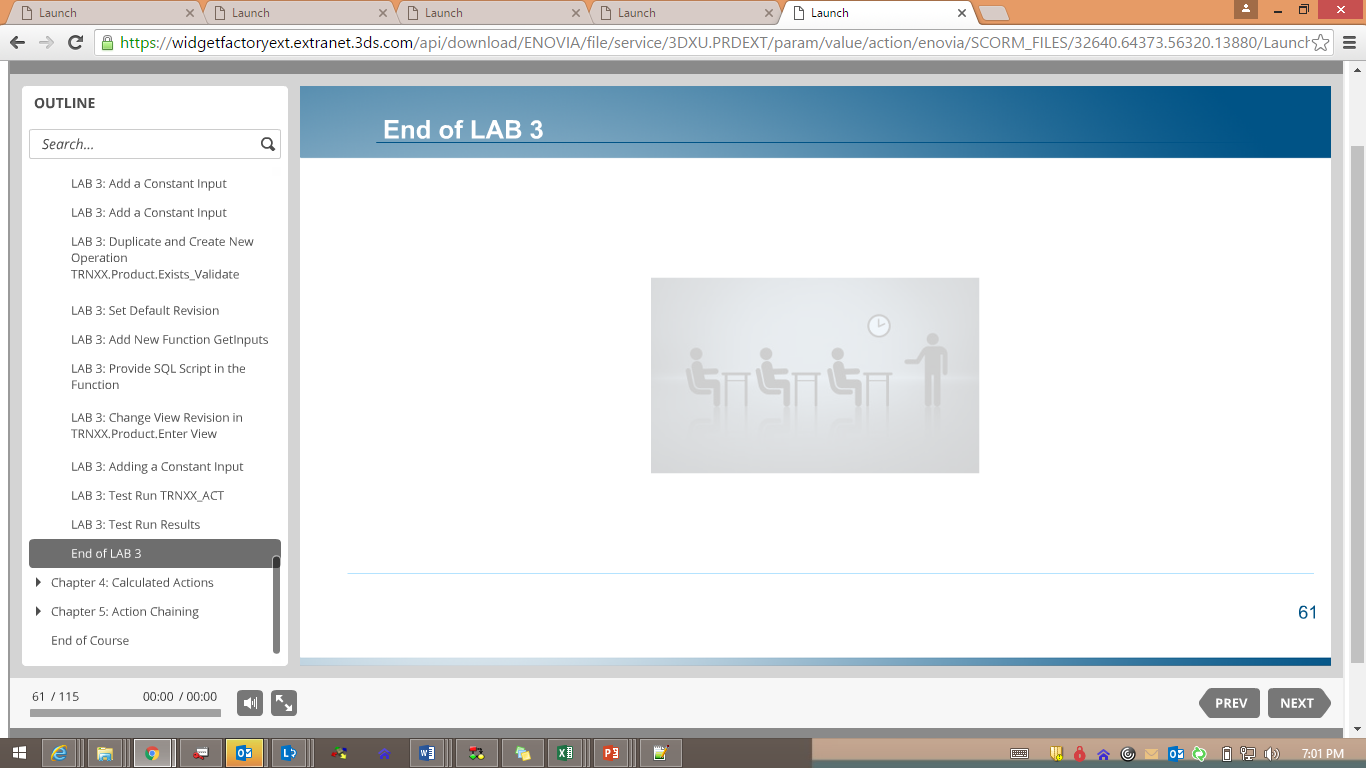 Launch
Launch
Launch
Launch
Launch
https://widgetfactoryext.extranet.3ds.com/api/download/ENOVIA/file/service/3DXU.PRDEXT/param/value/action/enovia/SCORM_FILES/32640.64373.56320.13880/Launch
OUTLINE
Search...
LAB 3: Add a Constant Input
LAB 3: Add a Constant Input
LAB 3: Duplicate and Create New
Operation
TRNXX.Product.Exists_Validate
LAB 3: Set Default Revision
LAB 3: Add New Function GetInputs
LAB 3: Provide SQL Script in the
Function
LAB 3: Change View Revision in
TRNXX.Product.Enter View
LAB 3: Adding a Constant Input
LAB 3: Test Run TRNXX_ACT
LAB 3: Test Run Results
End of LAB 3
Chapter 4: Calculated Actions
Chapter 5: Action Chaining
End of Course
End of LAB 3
61
61 / 115
00:00 / 00:00
PREV
NEXT
7:01 PM